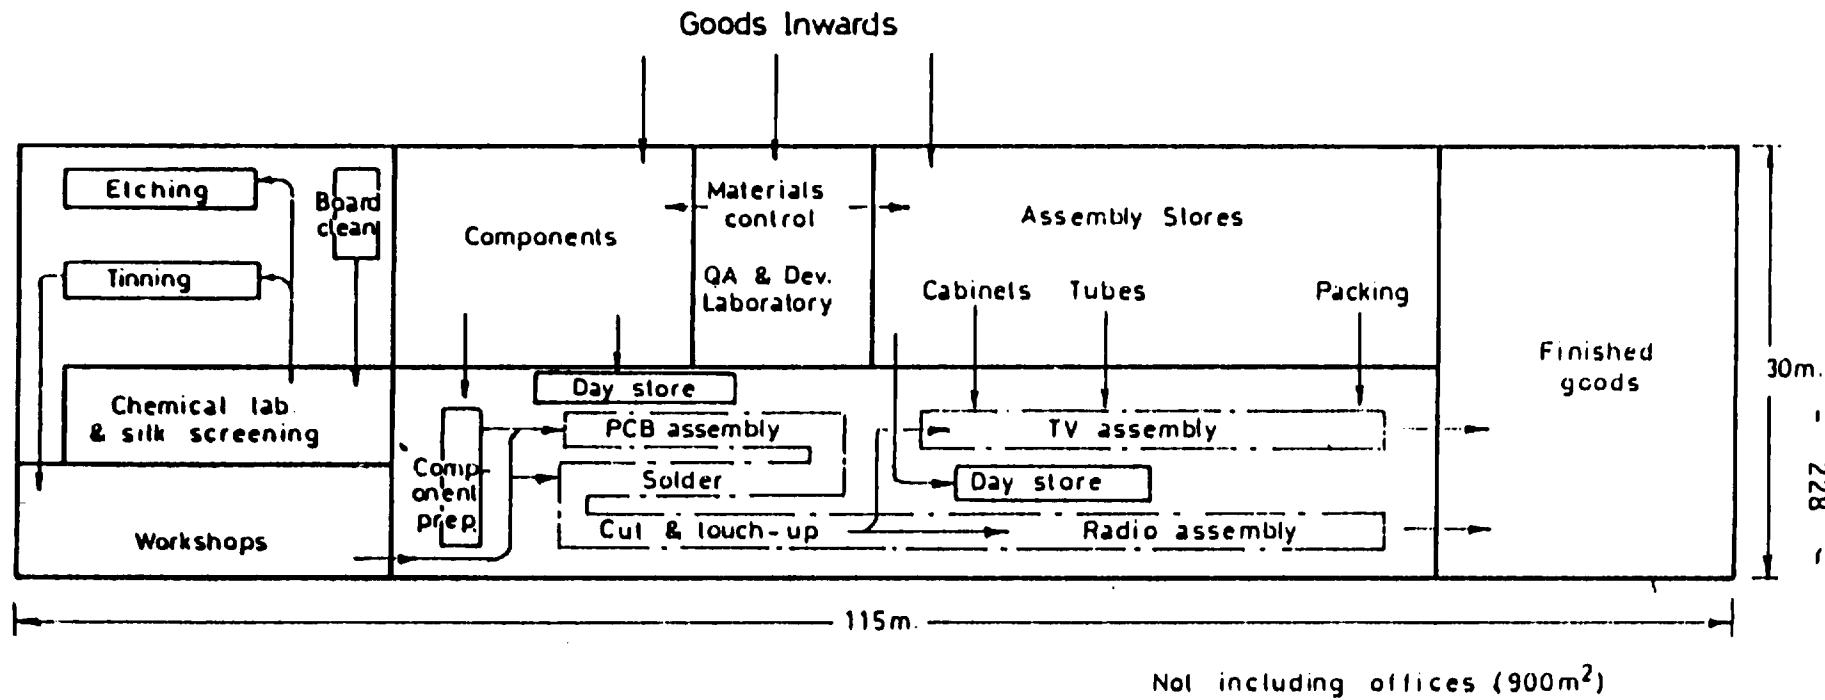 Goods Inwards
Etching
Board
clean
Tinning
Chemical lab.
& silk screening
Workshops
Components
Materials
control
QA & Dev.
Laboratory
Assembly Stores
Cabinets
Tubes
Packing
Finished
goods
Day store
PCB assembly
Comp-
onent
prep.
Solder
Cut & touch-up
TV assembly
Day store
Radio assembly
30m.
- 228 -
115m.
Not including offices (900m²)